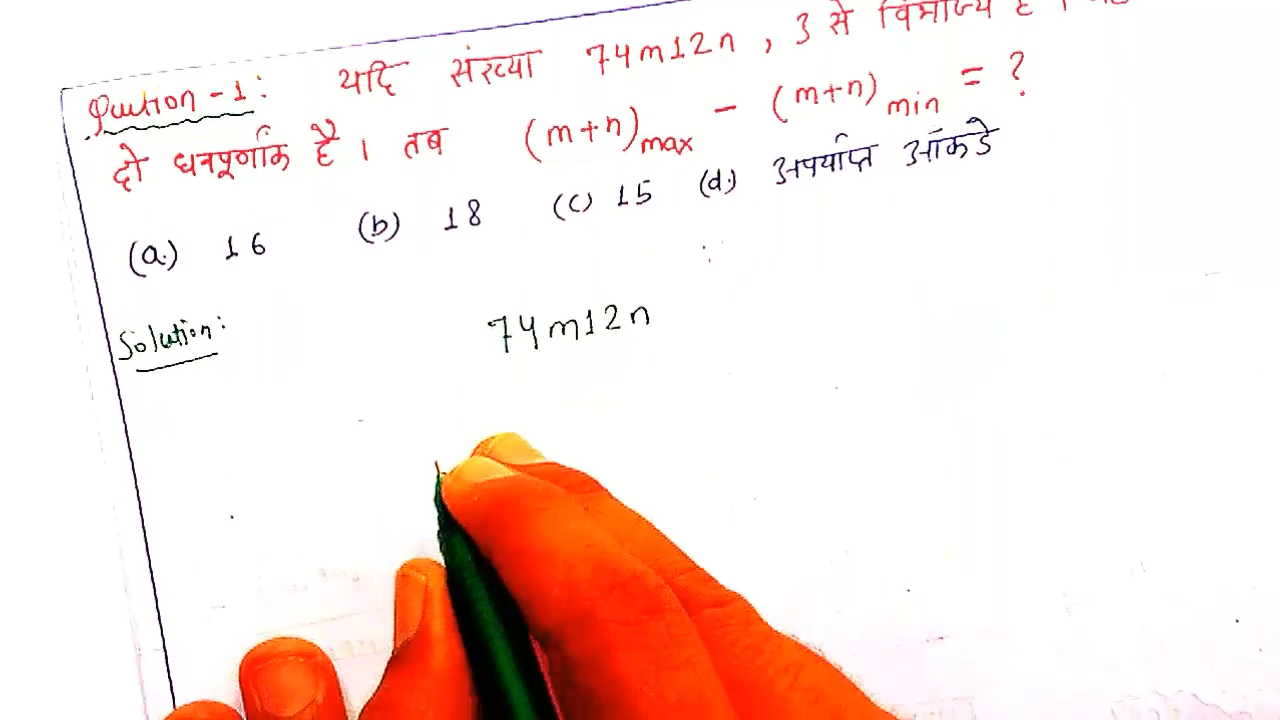 Question - 1: यदि संख्या 74m12n , 3 से विभाज्य है ।
दो धनपूर्णांक है । तब (m+n)max - (m+n)min = ?
(a.) 16 (b) 18 (c) 15 (d.) अपर्याप्त आंकडे
Solution: 74m12n